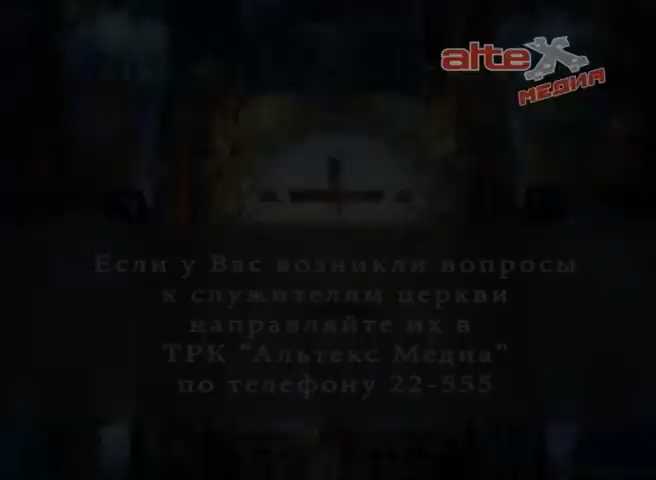 alteX
МЕДИА
Если у Вас возникли вопросы
к служителям церкви
направляйте их в
ТРК "Альтекс Медиа"
по телефону 22-555